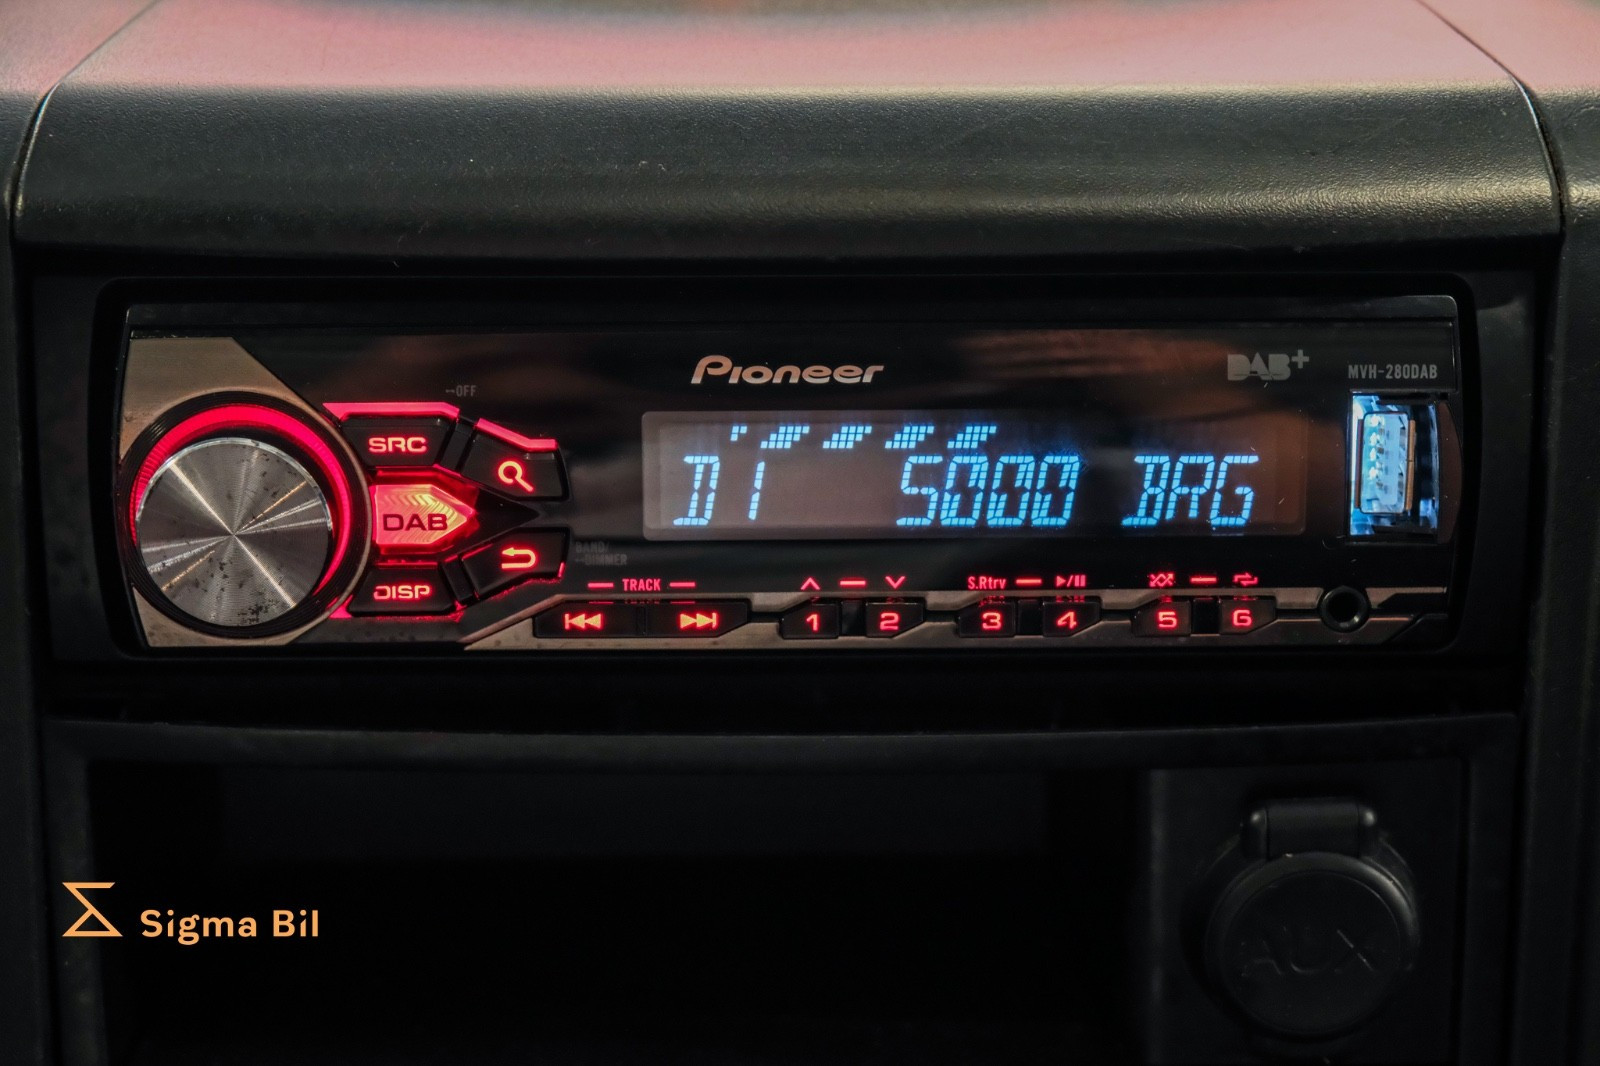 Pioneer
DAB+
MVH-280DAB
OFF
SRC
DAB
DISP
BAND/
DIMMER
D1 5000 BRG
TRACK
S.Rtrv
1
2
3
4
5
6
AUX
Sigma Bil